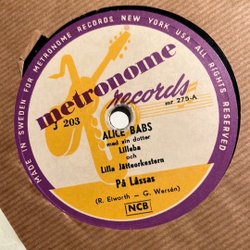 MADE IN SWEDEN FOR METRONOME RECORDS NEW YORK USA ALL RIGHTS RESERVED
metronome
records
J 203
mr 275-A
ALICE BABS
med sin dotter
Lilleba
och
Lilla Jätteorkestern
På Låssas
(R. Elworth – G. Wersén)
NCB